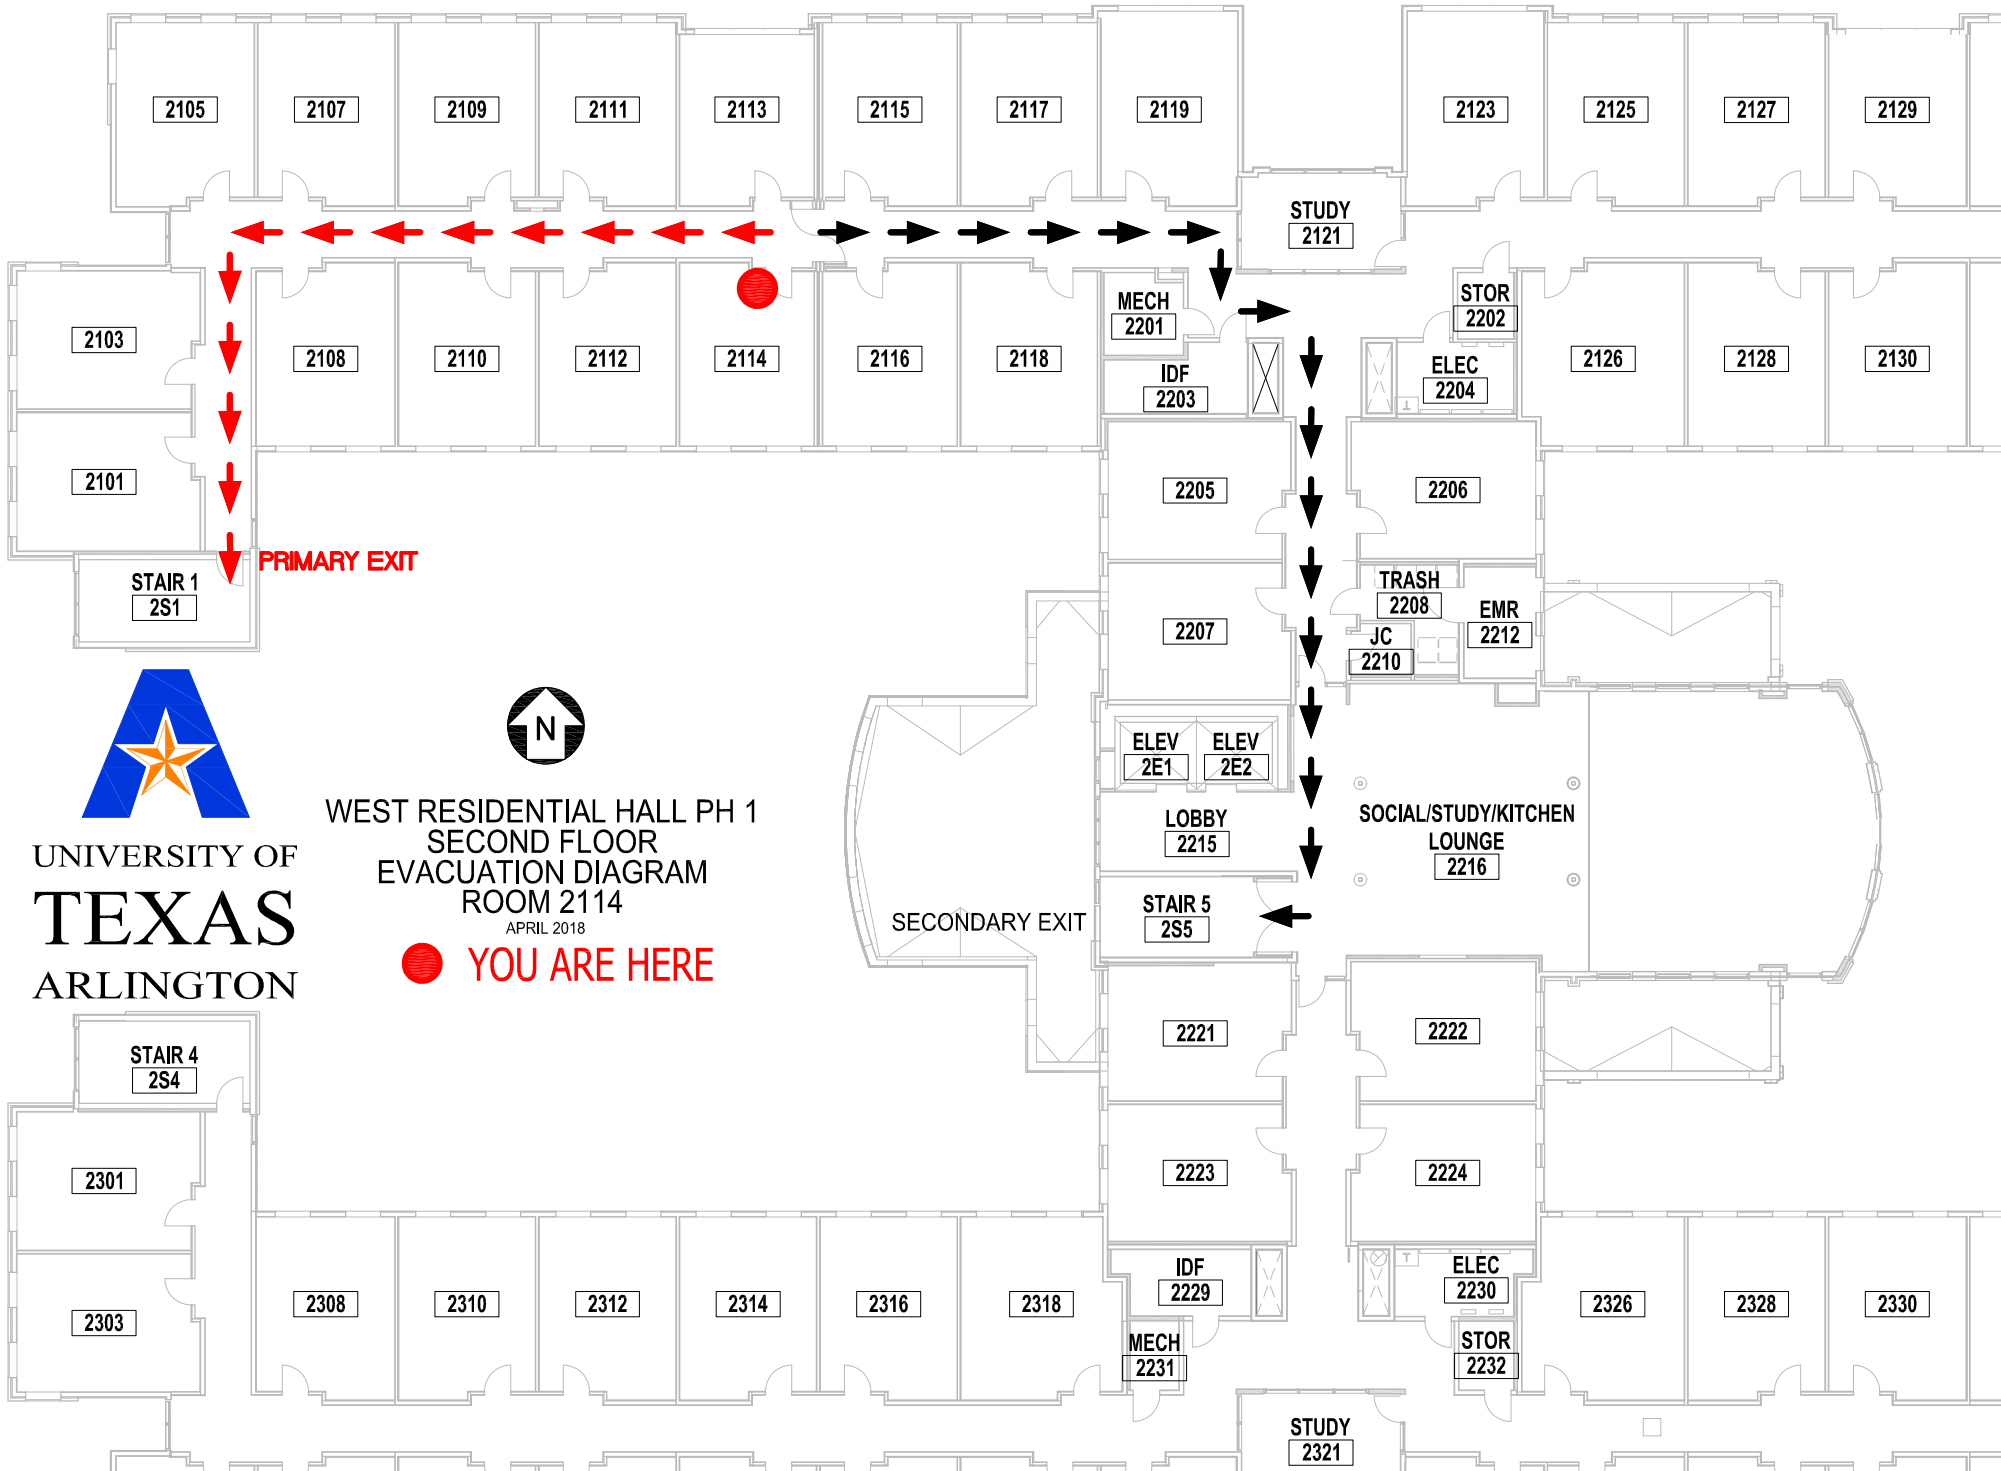 2105
2107
2109
2111
2113
2115
2117
2119
2123
2125
2127
2129
STUDY
2121
2103
2101
2108
2110
2112
2114
2116
2118
MECH
2201
IDF
2203
STOR
2202
ELEC
2204
2126
2128
2130
PRIMARY EXIT
STAIR 1
2S1
2205
2206
2207
TRASH
2208
EMR
2212
JC
2210
N
ELEV
2E1
ELEV
2E2
LOBBY
2215
SOCIAL/STUDY/KITCHEN
LOUNGE
2216
STAIR 5
2S5
SECONDARY EXIT
UNIVERSITY OF
TEXAS
ARLINGTON
WEST RESIDENTIAL HALL PH 1
SECOND FLOOR
EVACUATION DIAGRAM
ROOM 2114
APRIL 2018
YOU ARE HERE
STAIR 4
2S4
2221
2222
2223
2224
2301
2303
2308
2310
2312
2314
2316
2318
IDF
2229
MECH
2231
T
ELEC
2230
STOR
2232
2326
2328
2330
STUDY
2321